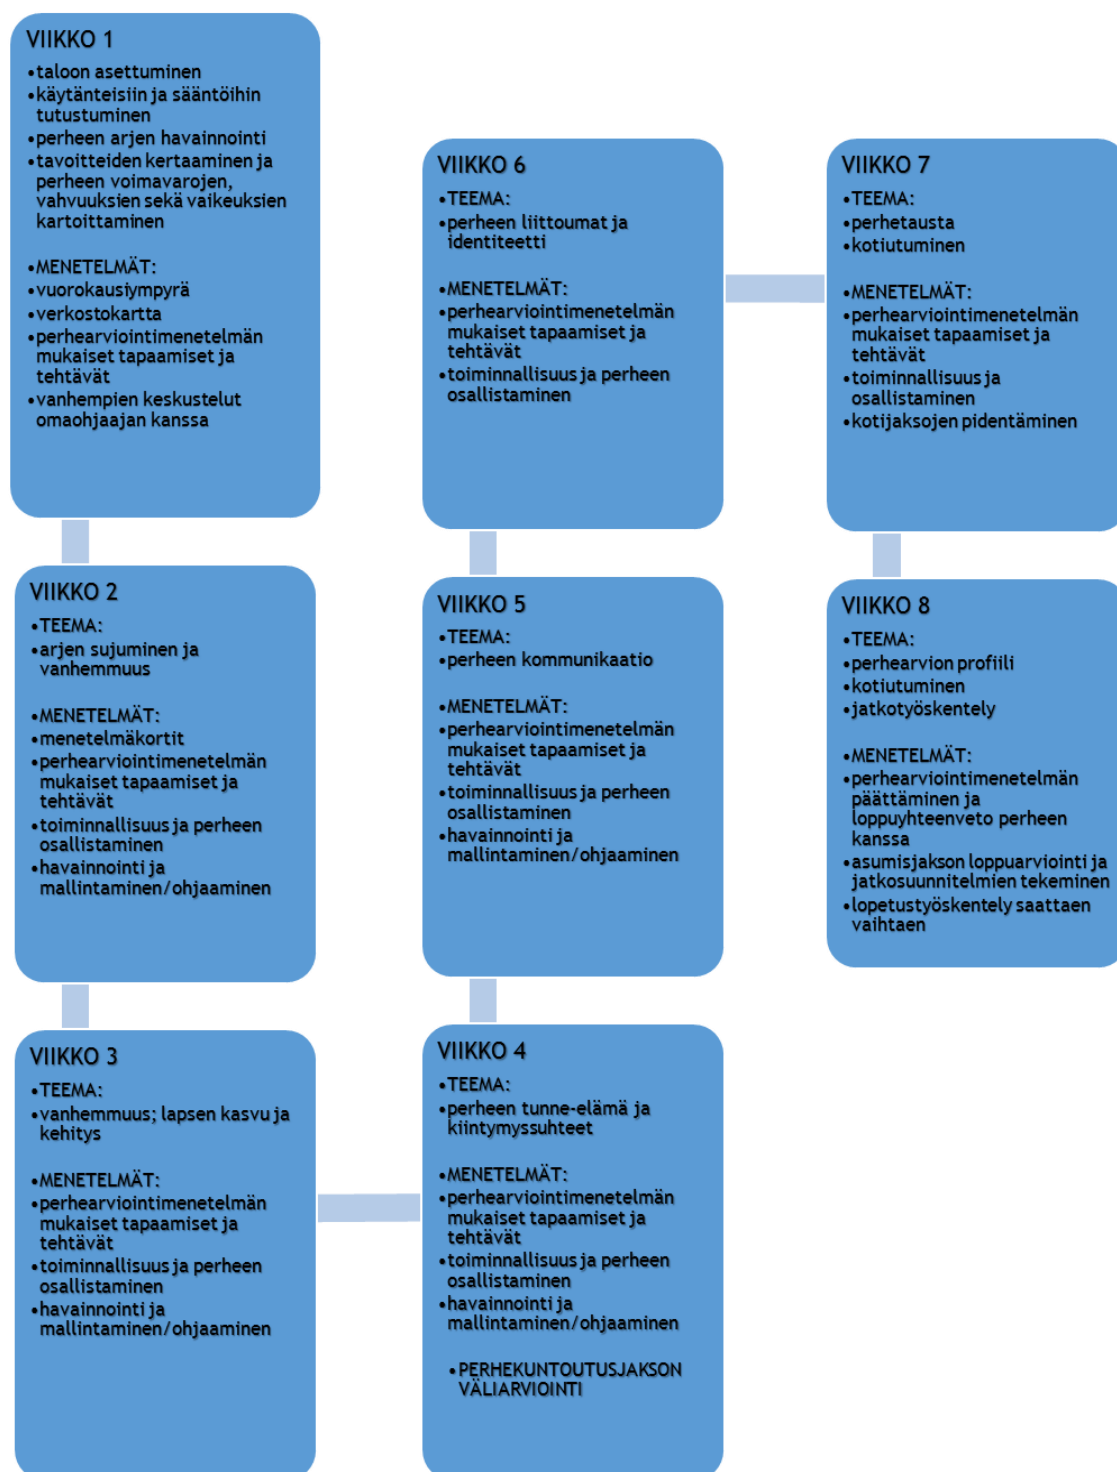 VIIKKO 1
•taloon asettuminen
•käytänteisiin ja sääntöihin
tutustuminen
•perheen arjen havainnointi
•tavoitteiden kertaaminen ja
perheen voimavarojen,
vahvuuksien sekä vaikeuksien
kartoittaminen
•MENETELMÄT:
•vuorokausiympyrä
•verkostokartta
•perhearviointimenetelmän
mukaiset tapaamiset ja
tehtävät
•vanhempien keskustelut
omaohjaajan kanssa
VIIKKO 2
•TEEMA:
•arjen sujuminen ja
vanhemmuus
•MENETELMÄT:
•menetelmäkortit
•perhearviointimenetelmän
mukaiset tapaamiset ja
tehtävät
•toiminnallisuus ja perheen
osallistaminen
•havainnointi ja
mallintaminen/ohjaaminen
VIIKKO 3
•TEEMA:
•vanhemmuus; lapsen kasvu ja
kehitys
•MENETELMÄT:
•perhearviointimenetelmän
mukaiset tapaamiset ja
tehtävät
•toiminnallisuus ja perheen
osallistaminen
•havainnointi ja
mallintaminen/ohjaaminen
VIIKKO 4
•TEEMA:
•perheen tunne-elämä ja
kiintymyssuhteet
•MENETELMÄT:
•perhearviointimenetelmän
mukaiset tapaamiset ja
tehtävät
•toiminnallisuus ja perheen
osallistaminen
•havainnointi ja
mallintaminen/ohjaaminen
•PERHEKUNTOUTUSJAKSON
VÄLIARVIOINTI
VIIKKO 5
•TEEMA:
•perheen kommunikaatio
•MENETELMÄT:
•perhearviointimenetelmän
mukaiset tapaamiset ja
tehtävät
•toiminnallisuus ja perheen
osallistaminen
•havainnointi ja
mallintaminen/ohjaaminen
VIIKKO 6
•TEEMA:
•perheen liittoumat ja
identiteetti
•MENETELMÄT:
•perhearviointimenetelmän
mukaiset tapaamiset ja
tehtävät
•toiminnallisuus ja perheen
osallistaminen
VIIKKO 7
•TEEMA:
•perhetausta
•kotiutuminen
•MENETELMÄT:
•perhearviointimenetelmän
mukaiset tapaamiset ja
tehtävät
•toiminnallisuus ja
osallistaminen
•kotijaksojen pidentäminen
VIIKKO 8
•TEEMA:
•perhearvion profiili
•kotiutuminen
•jatkotyöskentely
•MENETELMÄT:
•perhearviointimenetelmän
päättäminen ja
loppuyhteenveto perheen
kanssa
•asumisjakson loppuarviointi ja
jatkosuunnitelmien tekeminen
•lopetustyöskentely saattaen
vaihtaen